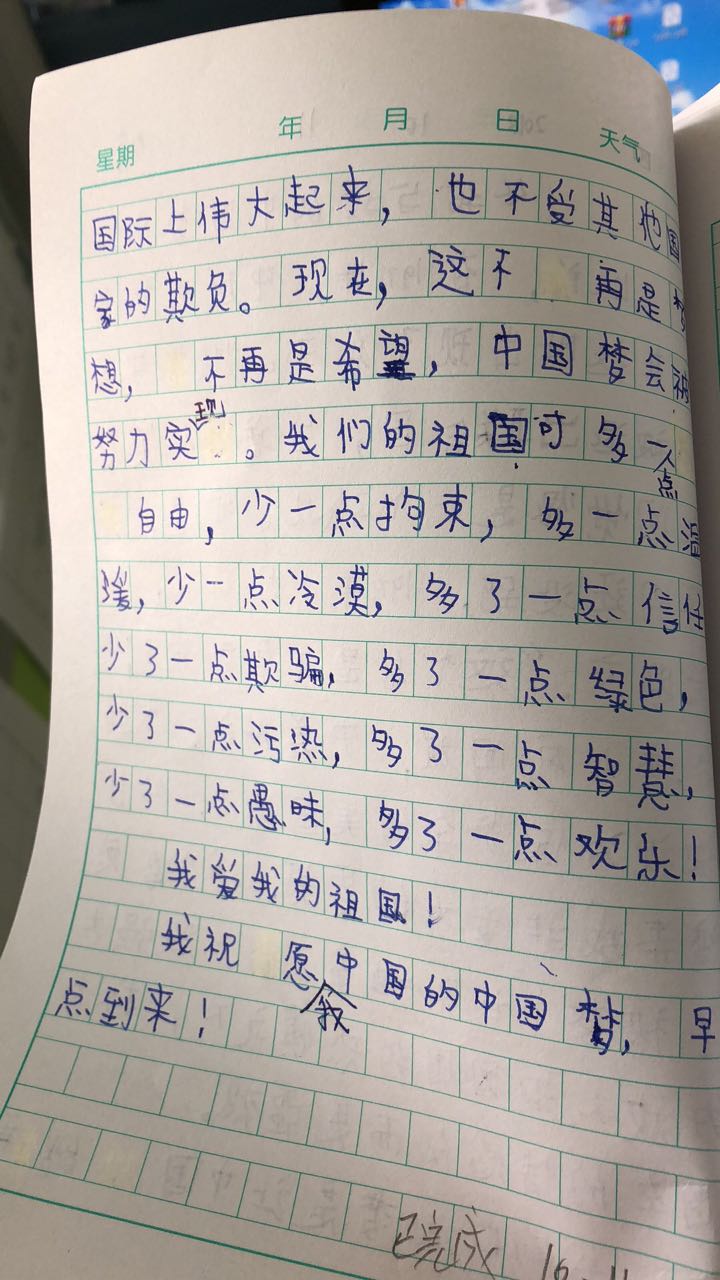 年 月 日
星期 天气
国际上伟大起来，也不受其他国
家的欺负。现在，这不再是梦
想，不再是希望，中国梦会被
努力实现。我们的祖国可多一点
自由，少一点拘束，多一点温
暖，少一点冷漠，多了一点信任
少了一点欺骗，多了一点绿色，
少了一点污热，多了一点智慧，
少了一点愚味，多了一点欢乐！
我爱我的祖国！
我祝愿中国的中国梦，早
点到来！
已完成